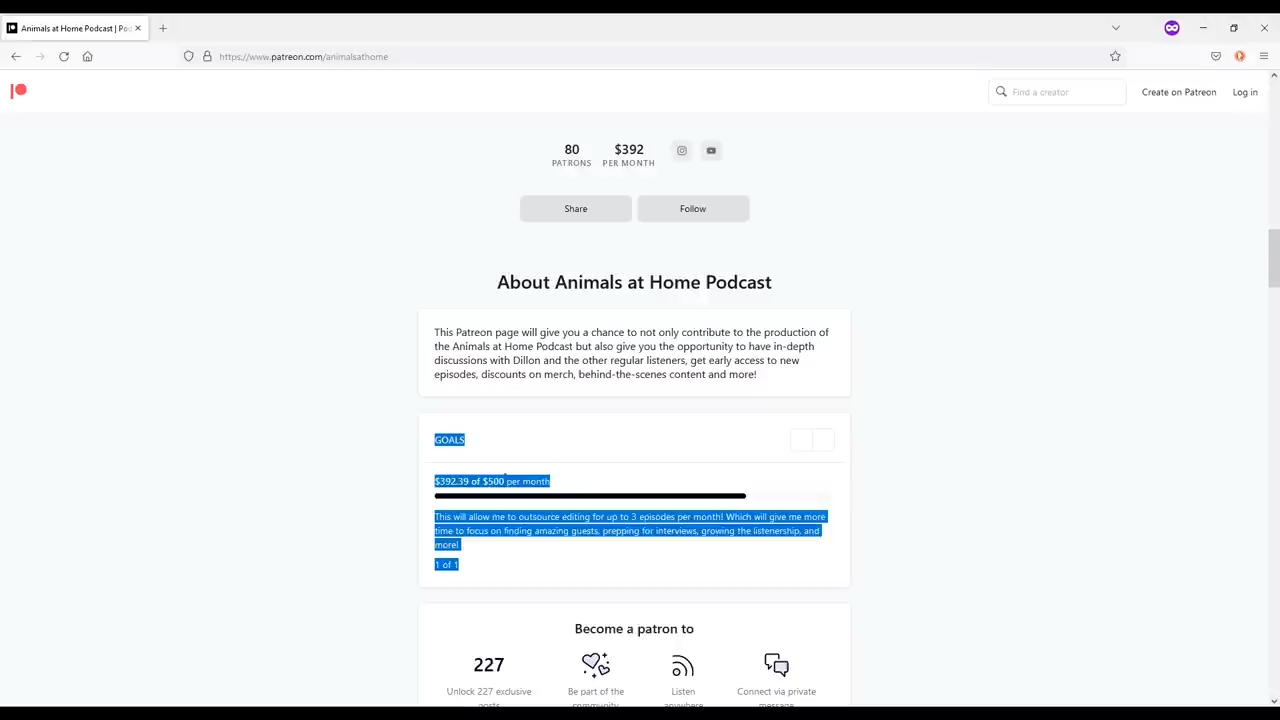 Animals at Home Podcast | Pod
https://www.patreon.com/animalsathome
Find a creator
Create on Patreon
Log in
80
PATRONS
$392
PER MONTH
Share
Follow
About Animals at Home Podcast
This Patreon page will give you a chance to not only contribute to the production of
the Animals at Home Podcast but also give you the opportunity to have in-depth
discussions with Dillon and the other regular listeners, get early access to new
episodes, discounts on merch, behind-the-scenes content and more!
GOALS
$392.39 of $500 per month
This will allow me to outsource editing for up to 3 episodes per month! Which will give me more
time to focus on finding amazing guests, prepping for interviews, growing the listenership, and
more!
1 of 1
Become a patron to
227
Unlock 227 exclusive
posts
Be part of the
community
Listen
anywhere
Connect via private
message